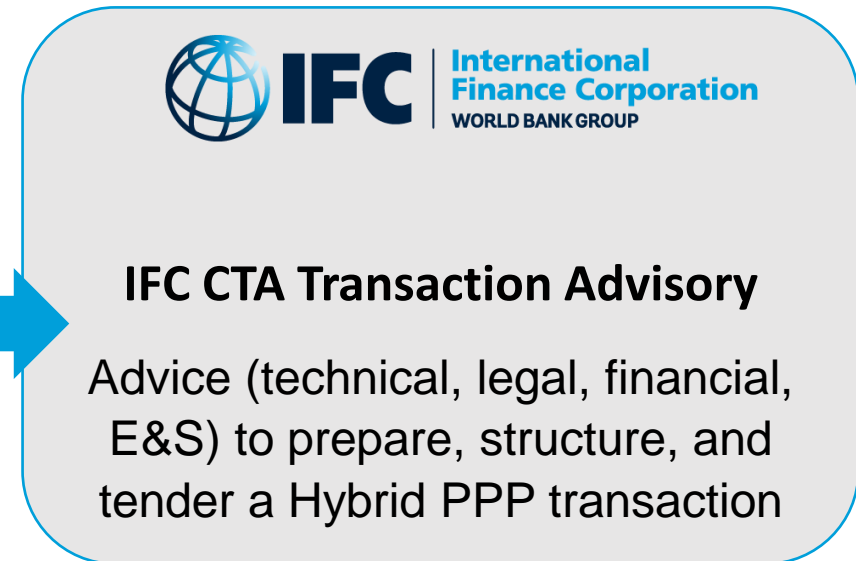 IFC
International
Finance Corporation
WORLD BANK GROUP
IFC CTA Transaction Advisory
Advice (technical, legal, financial,
E&S) to prepare, structure, and
tender a Hybrid PPP transaction